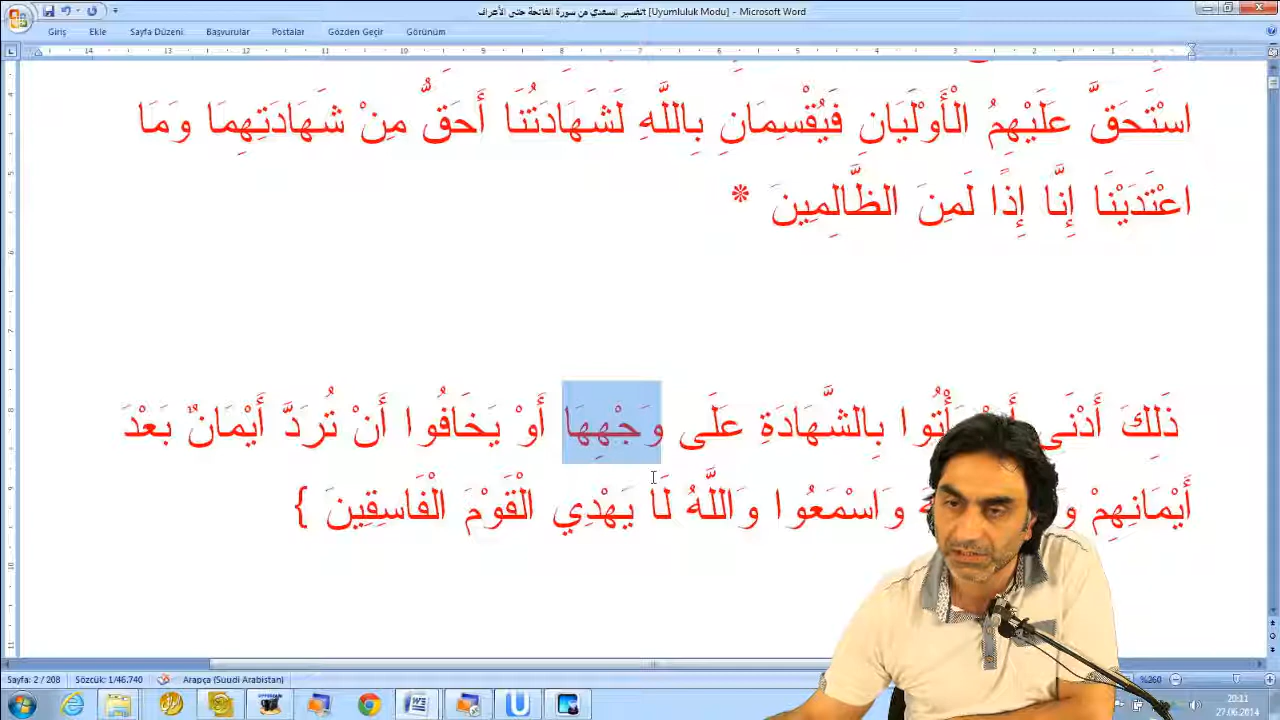 تفسير السعدي من سورة الفاتحة حتى الأعراف [Uyumluluk Modu] - Microsoft Word
Giriş Ekle Sayfa Düzeni Başvurular Postalar Gözden Geçir Görünüm
اسْتَحَقَّ عَلَيْهِمُ الْأَوْلَيَانِ فَيُقْسِمَانِ بِاللَّهِ لَشَهَادَتُنَا أَحَقُّ مِنْ شَهَادَتِهِمَا وَمَا
اعْتَدَيْنَا إِنَّا إِذًا لَمِنَ الظَّالِمِينَ *
ذَلِكَ أَدْنَى يَأْتُوا بِالشَّهَادَةِ عَلَى وَجْهِهَا أَوْ يَخَافُوا أَنْ تُرَدَّ أَيْمَانٌ بَعْدَ
أَيْمَانِهِمْ وَاسْمَعُوا وَاللَّهُ لَا يَهْدِي الْقَوْمَ الْفَاسِقِينَ }
Sayfa: 2 / 208 Sözcük: 1/46.740 Arapça (Suudi Arabistan) %260
20:11
27.06.2014